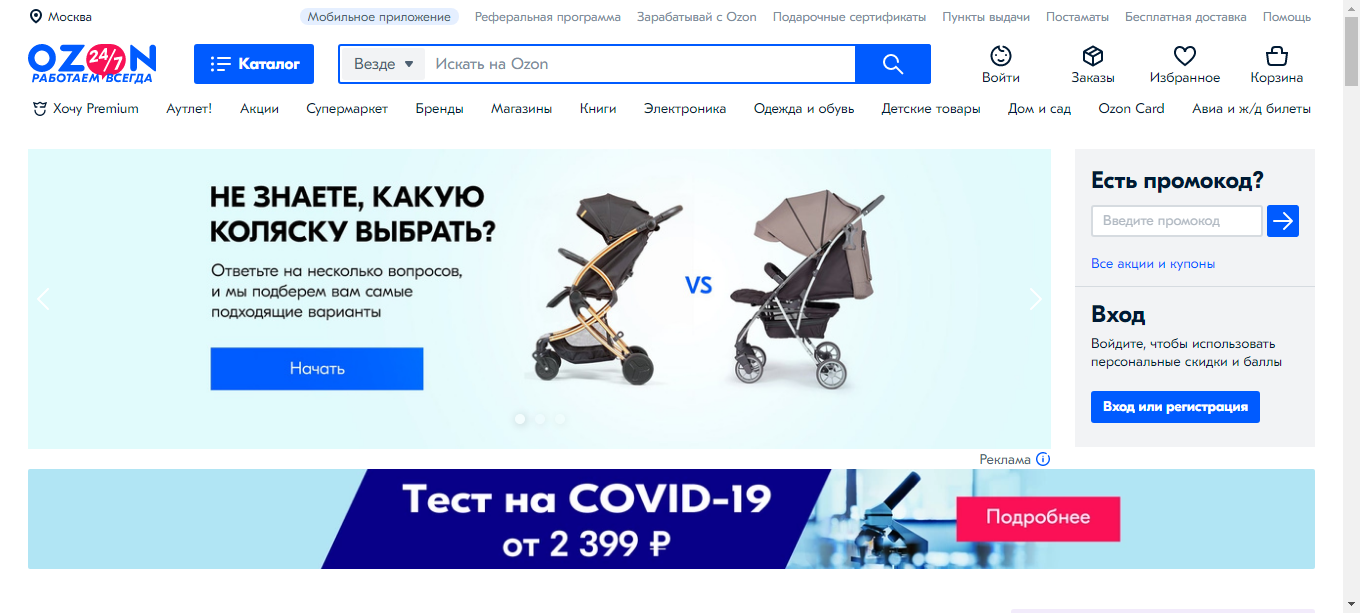 Москва
Мобильное приложение
Реферальная программа
Зарабатывай с Ozon
Подарочные сертификаты
Пункты выдачи
Постаматы
Бесплатная доставка
Помощь
OZON
24/7
РАБОТАЕМ ВСЕГДА
Каталог
Везде
Искать на Ozon
Войти
Заказы
Избранное
Корзина
Хочу Premium
Аутлет!
Акции
Супермаркет
Бренды
Магазины
Книги
Электроника
Одежда и обувь
Детские товары
Дом и сад
Ozon Card
Авиа и ж/д билеты
НЕ ЗНАЕТЕ, КАКУЮ
КОЛЯСКУ ВЫБРАТЬ?
Ответьте на несколько вопросов,
и мы подберем вам самые
подходящие варианты
Начать
VS
Есть промокод?
Введите промокод
Все акции и купоны
Вход
Войдите, чтобы использовать
персональные скидки и баллы
Вход или регистрация
Реклама
Тест на COVID-19
от 2 399 ₽
Подробнее